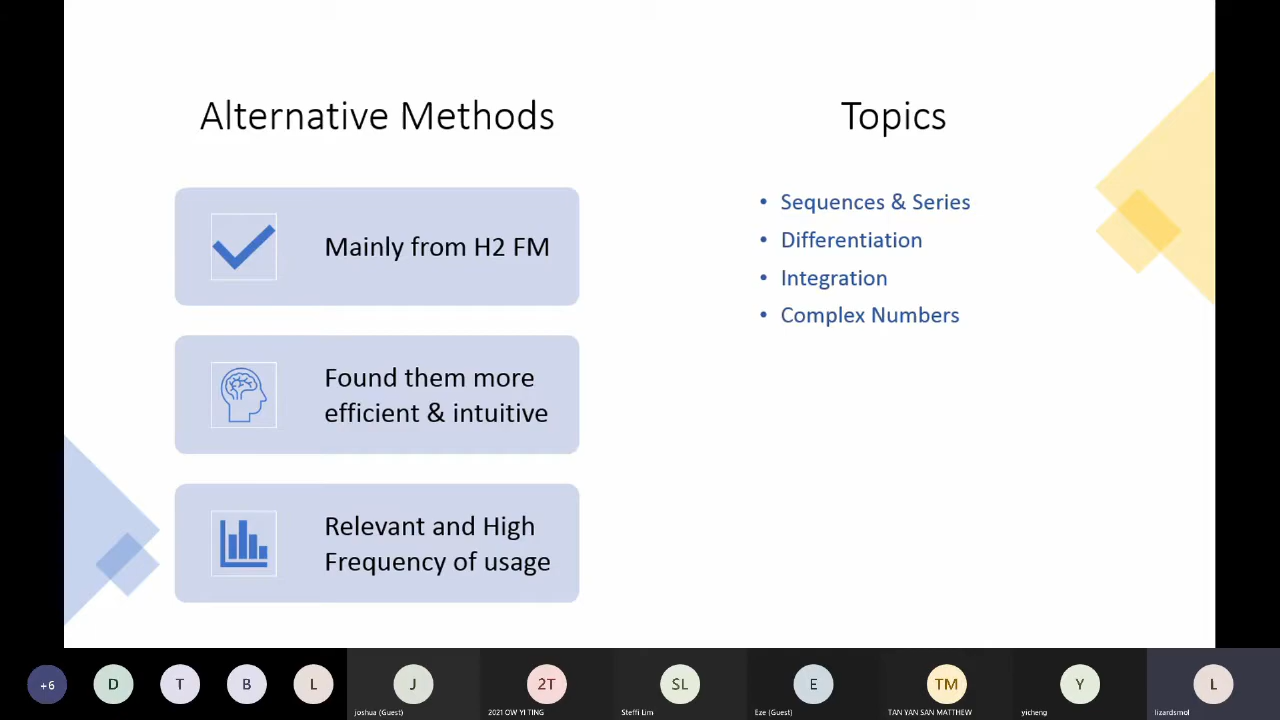 Alternative Methods
Mainly from H2 FM
Found them more
efficient & intuitive
Relevant and High
Frequency of usage
Topics
• Sequences & Series
• Differentiation
• Integration
• Complex Numbers
+6
D
T
B
L
J
joshua (Guest)
2T
2021 OW YI TING
SL
Steffi Lim
E
Eze (Guest)
TM
TAN YAN SAN MATTHEW
Y
yicheng
L
lizardsmol